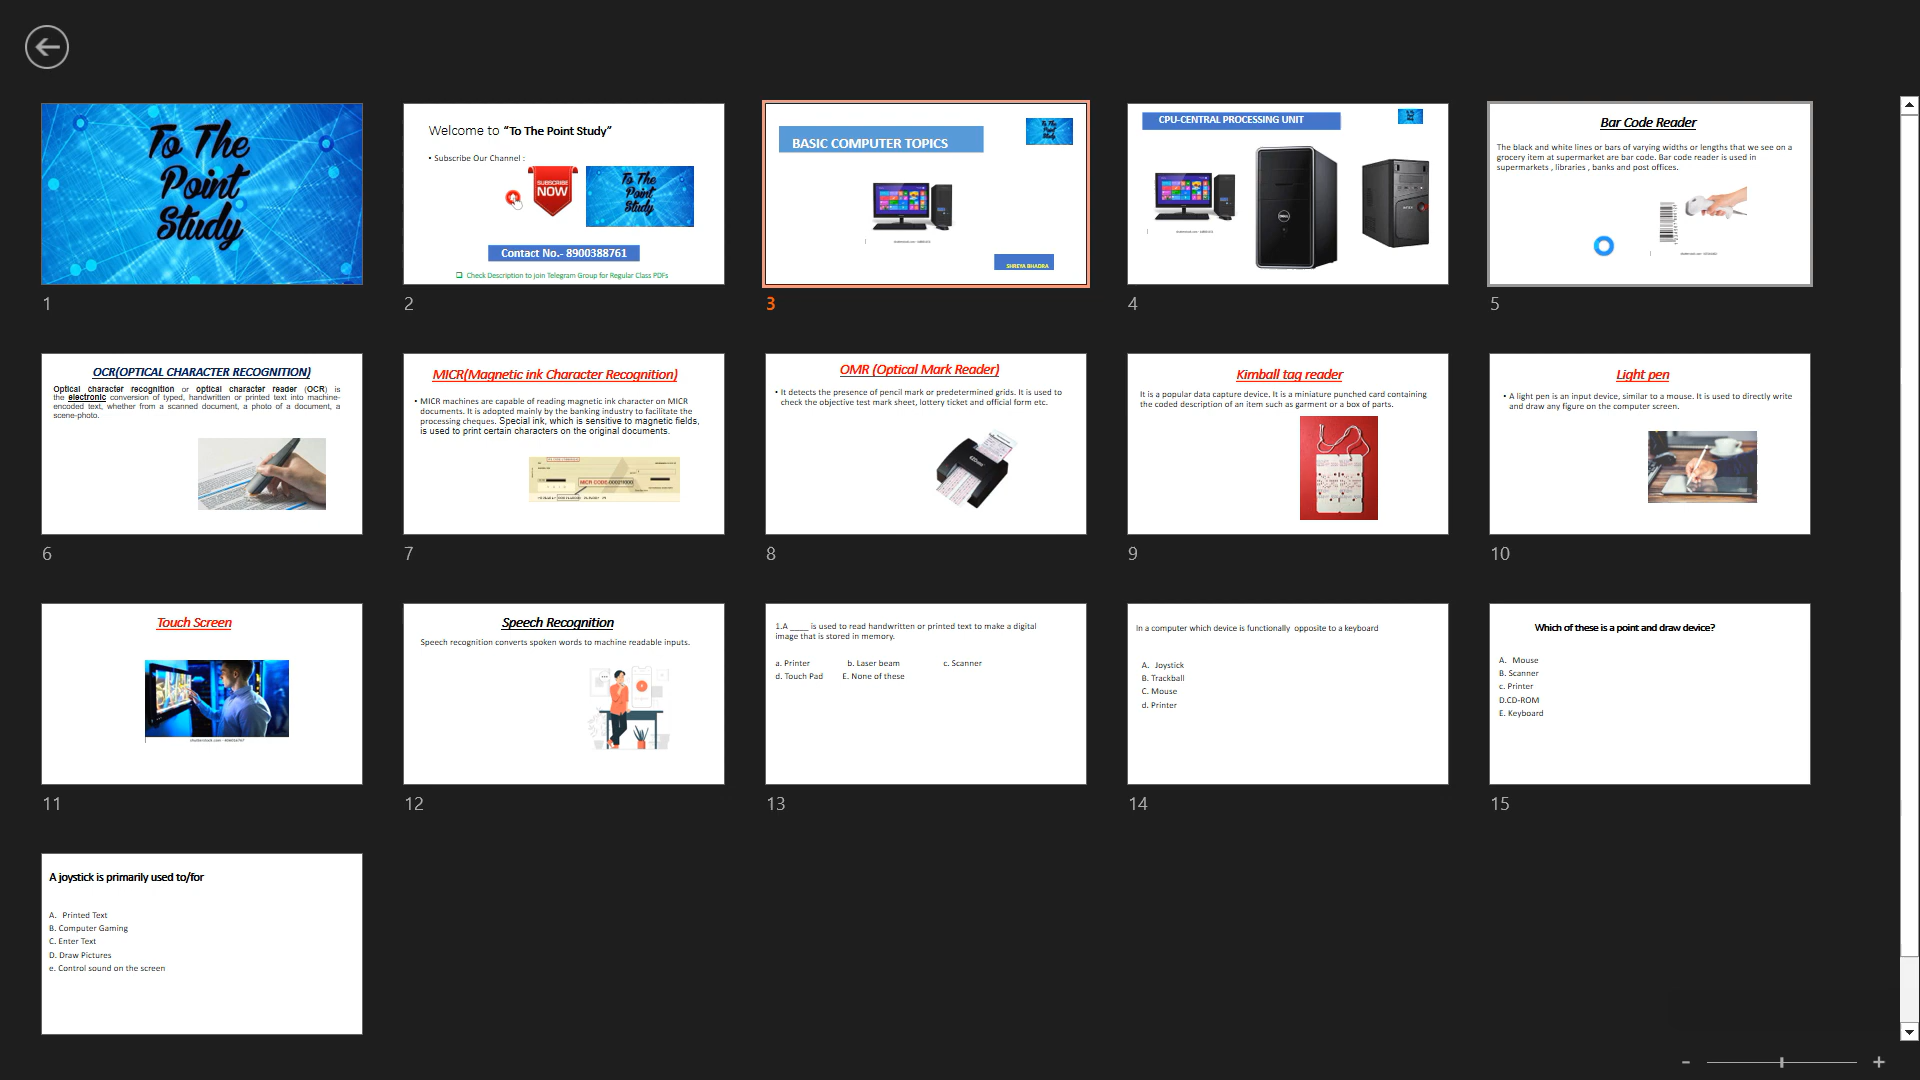 To The
Point
Study
1
Welcome to “To The Point Study”
• Subscribe Our Channel :
SUBSCRIBE
NOW
To The
Point
Study
Contact No.- 8900388761
Check Description to join Telegram Group for Regular Class PDFs
2
BASIC COMPUTER TOPICS
To The
Point
Study
SHREYA BHADRA
3
CPU-CENTRAL PROCESSING UNIT
4
Bar Code Reader
The black and white lines or bars of varying widths or lengths that we see on a
grocery item at supermarket are bar code. Bar code reader is used in
supermarkets , libraries , banks and post offices.
5
OCR(OPTICAL CHARACTER RECOGNITION)
Optical character recognition or optical character reader (OCR) is
the electronic conversion of typed, handwritten or printed text into machine-
encoded text, whether from a scanned document, a photo of a document, a
scene-photo.
6
MICR(Magnetic ink Character Recognition)
• MICR machines are capable of reading magnetic ink character on MICR
documents. It is adopted mainly by the banking industry to facilitate the
processing cheques. Special ink, which is sensitive to magnetic fields,
is used to print certain characters on the original documents.
7
OMR (Optical Mark Reader)
• It detects the presence of pencil mark or predetermined grids. It is used to
check the objective test mark sheet, lottery ticket and official form etc.
8
Kimball tag reader
It is a popular data capture device. It is a miniature punched card containing
the coded description of an item such as garment or a box of parts.
9
Light pen
• A light pen is an input device, similar to a mouse. It is used to directly write
and draw any figure on the computer screen.
10
Touch Screen
11
Speech Recognition
Speech recognition converts spoken words to machine readable inputs.
12
1.A ____ is used to read handwritten or printed text to make a digital
image that is stored in memory.
a. Printer b. Laser beam c. Scanner
d. Touch Pad E. None of these
13
In a computer which device is functionally opposite to a keyboard
A. Joystick
B. Trackball
C. Mouse
d. Printer
14
Which of these is a point and draw device?
A. Mouse
B. Scanner
c. Printer
D.CD-ROM
E. Keyboard
15
A joystick is primarily used to/for
A. Printed Text
B. Computer Gaming
C. Enter Text
D. Draw Pictures
e. Control sound on the screen